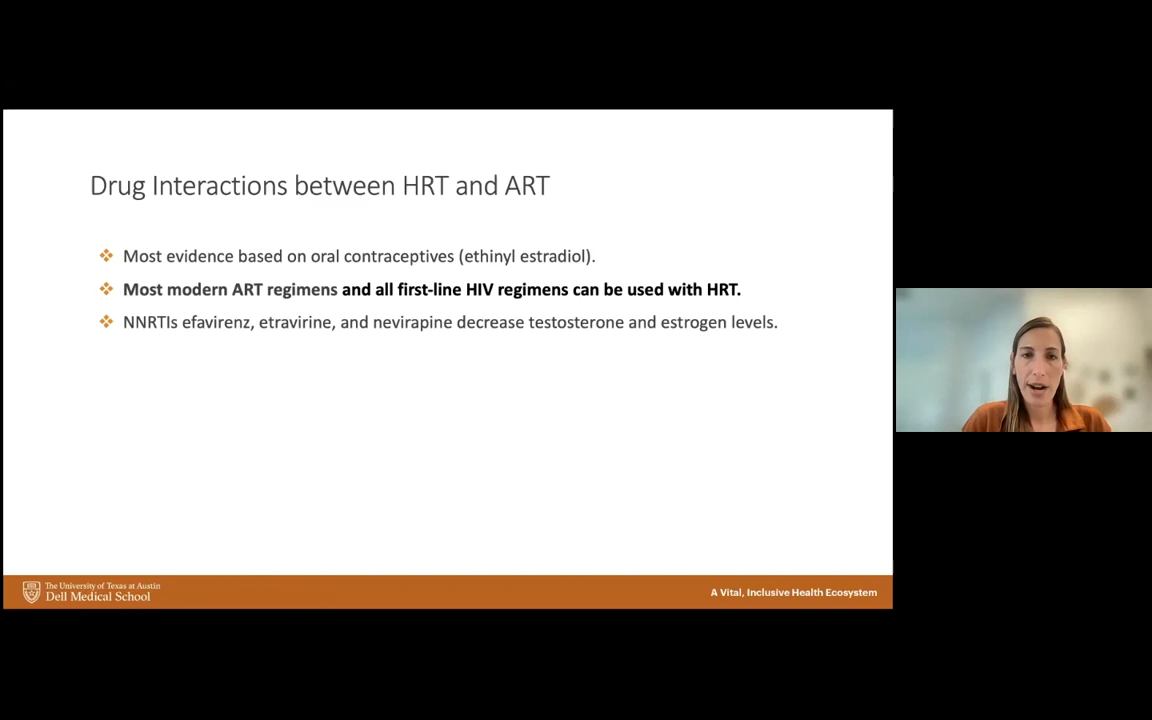 Drug Interactions between HRT and ART
Most evidence based on oral contraceptives (ethinyl estradiol).
Most modern ART regimens and all first-line HIV regimens can be used with HRT.
NNRTIs efavirenz, etravirine, and nevirapine decrease testosterone and estrogen levels.
The University of Texas at Austin
Dell Medical School
A Vital, Inclusive Health Ecosystem